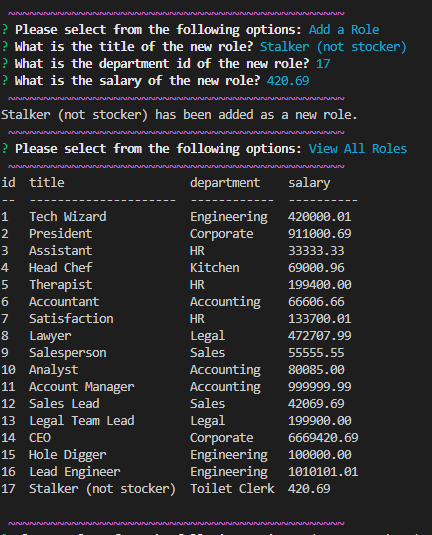 ~~~~~~~~~~~~~~~~~~~~~~~~~~~~~~~~~~~~~~~~~~~~~~~~
? Please select from the following options: Add a Role
? What is the title of the new role? Stalker (not stocker)
? What is the department id of the new role? 17
? What is the salary of the new role? 420.69
~~~~~~~~~~~~~~~~~~~~~~~~~~~~~~~~~~~~~~~~~~~~~~~~
Stalker (not stocker) has been added as a new role.
~~~~~~~~~~~~~~~~~~~~~~~~~~~~~~~~~~~~~~~~~~~~~~~~
? Please select from the following options: View All Roles
~~~~~~~~~~~~~~~~~~~~~~~~~~~~~~~~~~~~~~~~~~~~~~~~
id  title                  department    salary
--  ---------------------  ------------  ----------
1   Tech Wizard            Engineering   420000.01
2   President              Corporate     911000.69
3   Assistant              HR            33333.33
4   Head Chef              Kitchen       69000.96
5   Therapist              HR            199400.00
6   Accountant             Accounting    66606.66
7   Satisfaction           HR            133700.01
8   Lawyer                 Legal         472707.99
9   Salesperson            Sales         55555.55
10  Analyst                Accounting    80085.00
11  Account Manager        Accounting    999999.99
12  Sales Lead             Sales         42069.69
13  Legal Team Lead        Legal         199900.00
14  CEO                    Corporate     6669420.69
15  Hole Digger            Engineering   100000.00
16  Lead Engineer          Engineering   1010101.01
17  Stalker (not stocker)  Toilet Clerk  420.69
~~~~~~~~~~~~~~~~~~~~~~~~~~~~~~~~~~~~~~~~~~~~~~~~